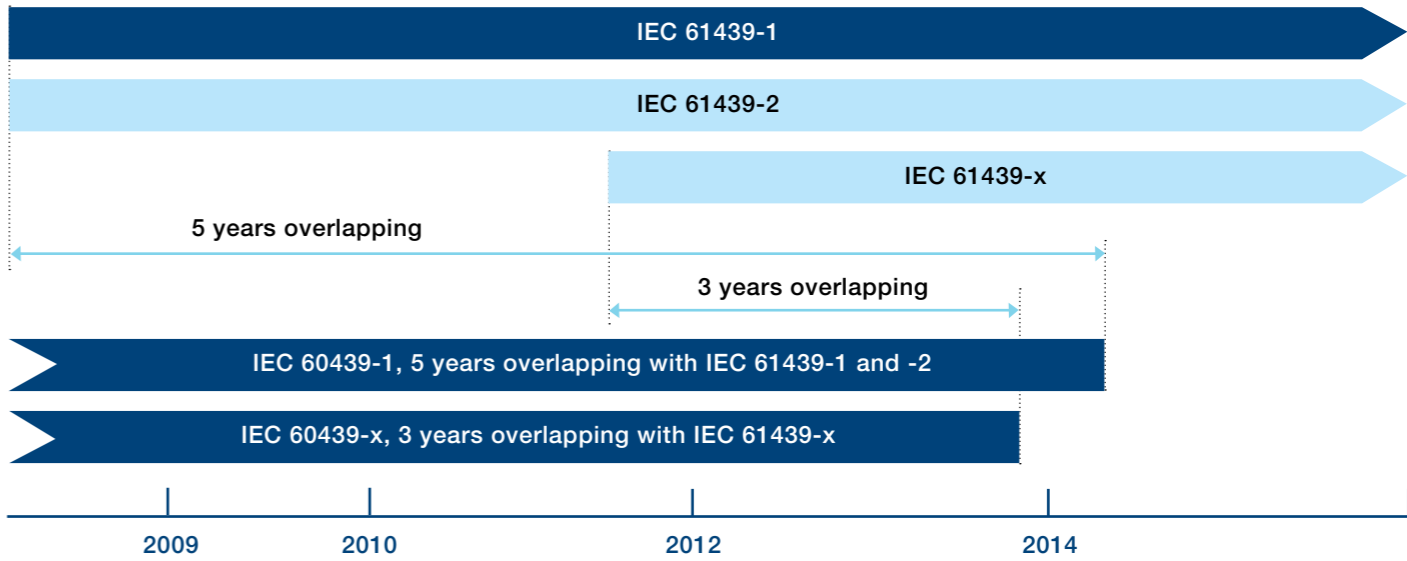 IEC 61439-1
IEC 61439-2
IEC 61439-x
5 years overlapping
3 years overlapping
IEC 60439-1, 5 years overlapping with IEC 61439-1 and -2
IEC 60439-x, 3 years overlapping with IEC 61439-x
2009 2010 2012 2014